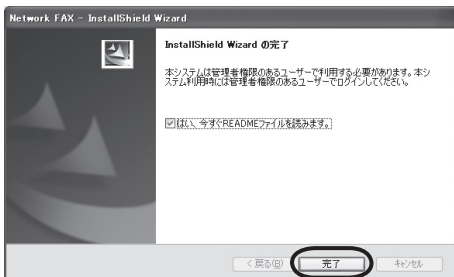 Network FAX - InstallShield Wizard
InstallShield Wizard の完了
本システムは管理者権限のあるユーザーで利用する必要があります。本シ
ステム利用時には管理者権限のあるユーザーでログインしてください。
はい、今すぐREADMEファイルを読みます。
< 戻る(B)
完了
キャンセル